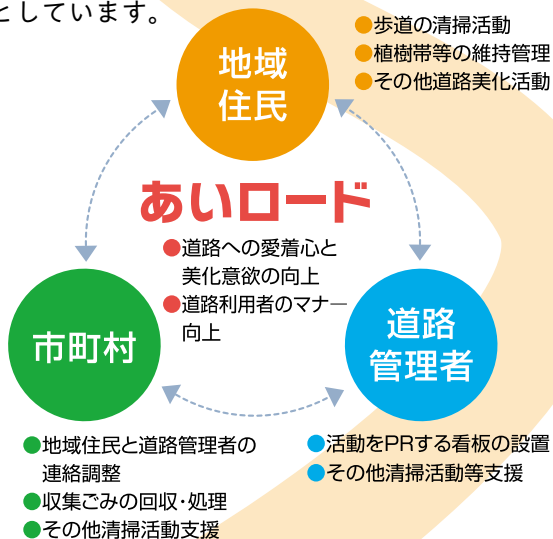 としています。
●歩道の清掃活動
●植樹帯等の維持管理
●その他道路美化活動
地域
住民
あいロード
●道路への愛着心と
美化意欲の向上
●道路利用者のマナー
向上
市町村
道路
管理者
●地域住民と道路管理者の
連絡調整
●収集ごみの回収・処理
●その他清掃活動支援
●活動をPRする看板の設置
●その他清掃活動等支援